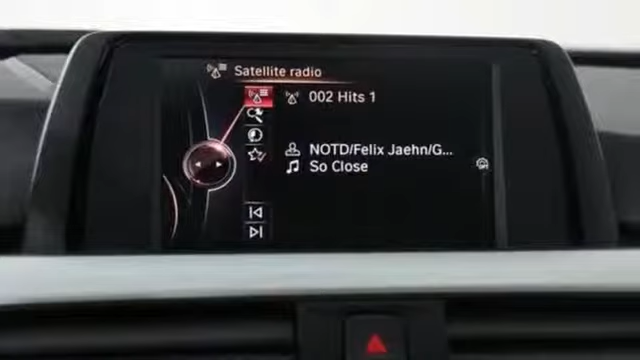 Satellite radio
002 Hits 1
NOTD/Felix Jaehn/G...
So Close